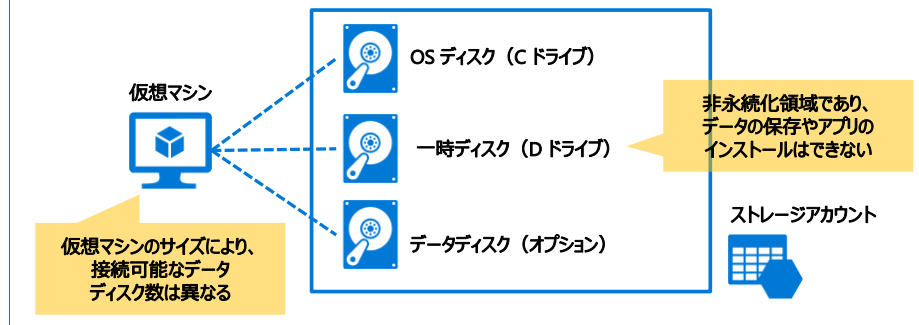 OS ディスク（C ドライブ）
仮想マシン
非永続化領域であり、
データの保存やアプリの
インストールはできない
一時ディスク（D ドライブ）
ストレージアカウント
仮想マシンのサイズにより、
接続可能なデータ
ディスク数は異なる
データディスク（オプション）